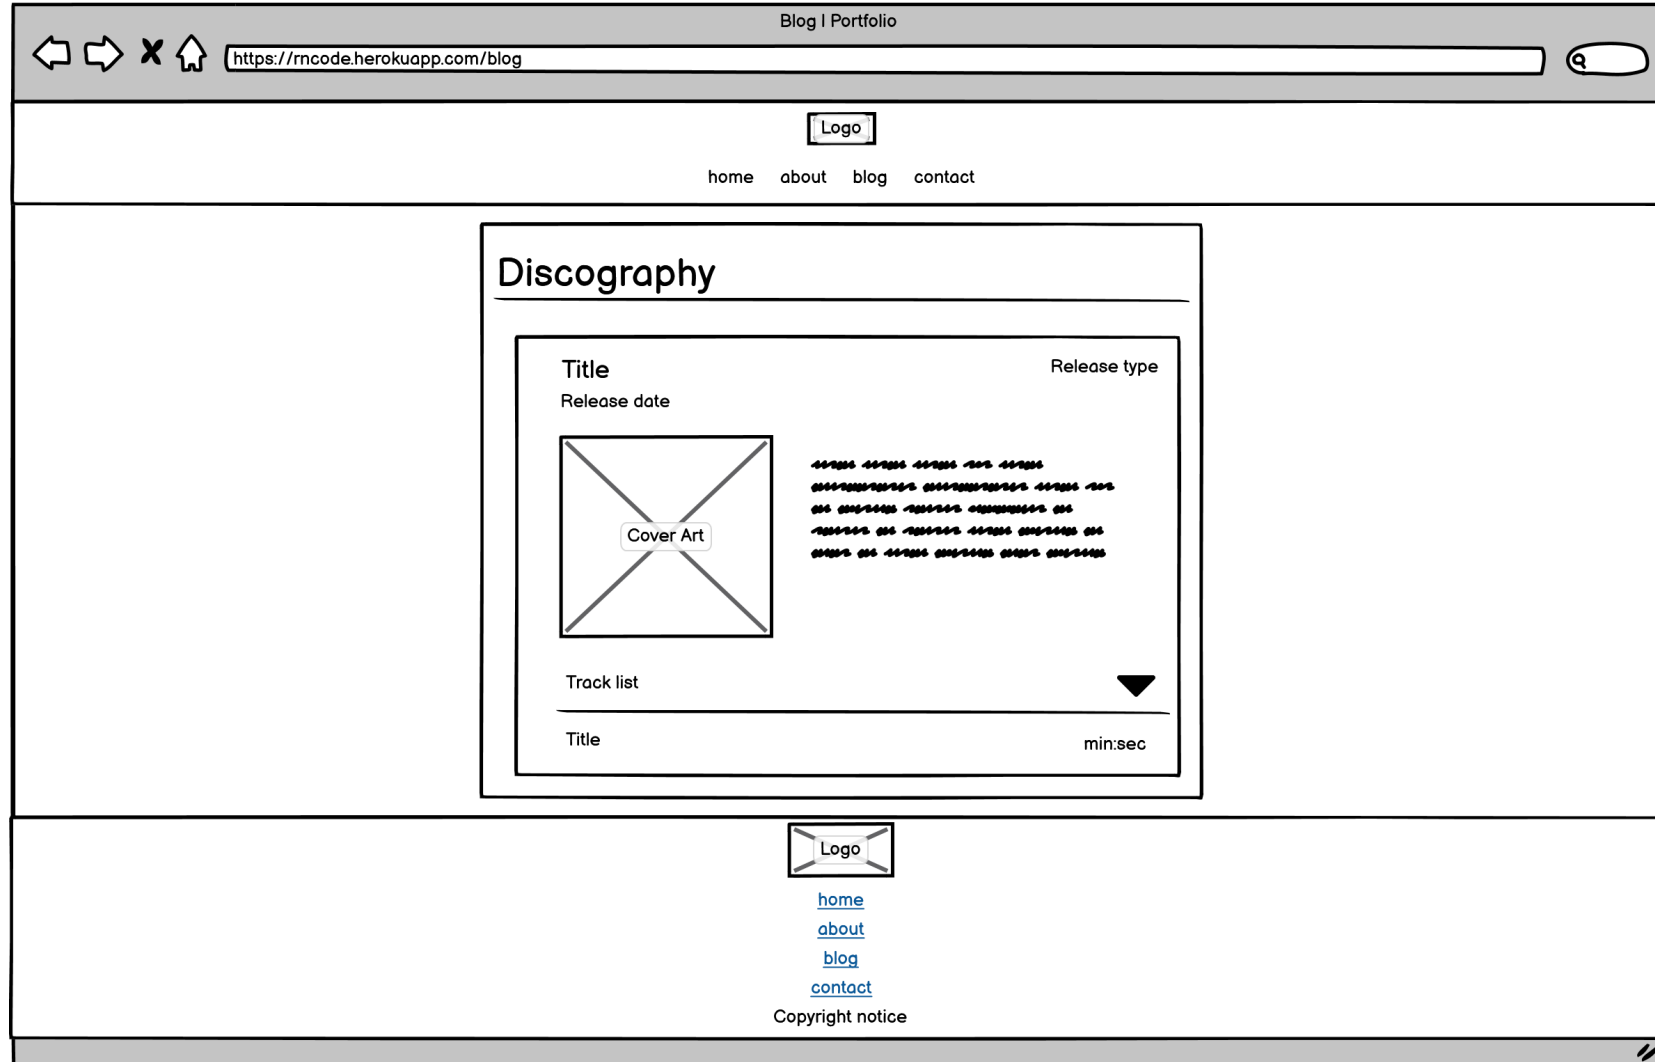 Blog | Portfolio
https://rncode.herokuapp.com/blog
Logo
home about blog contact
Discography
Title Release type
Release date
Cover Art
Track list
Title min:sec
Logo
home
about
blog
contact
Copyright notice